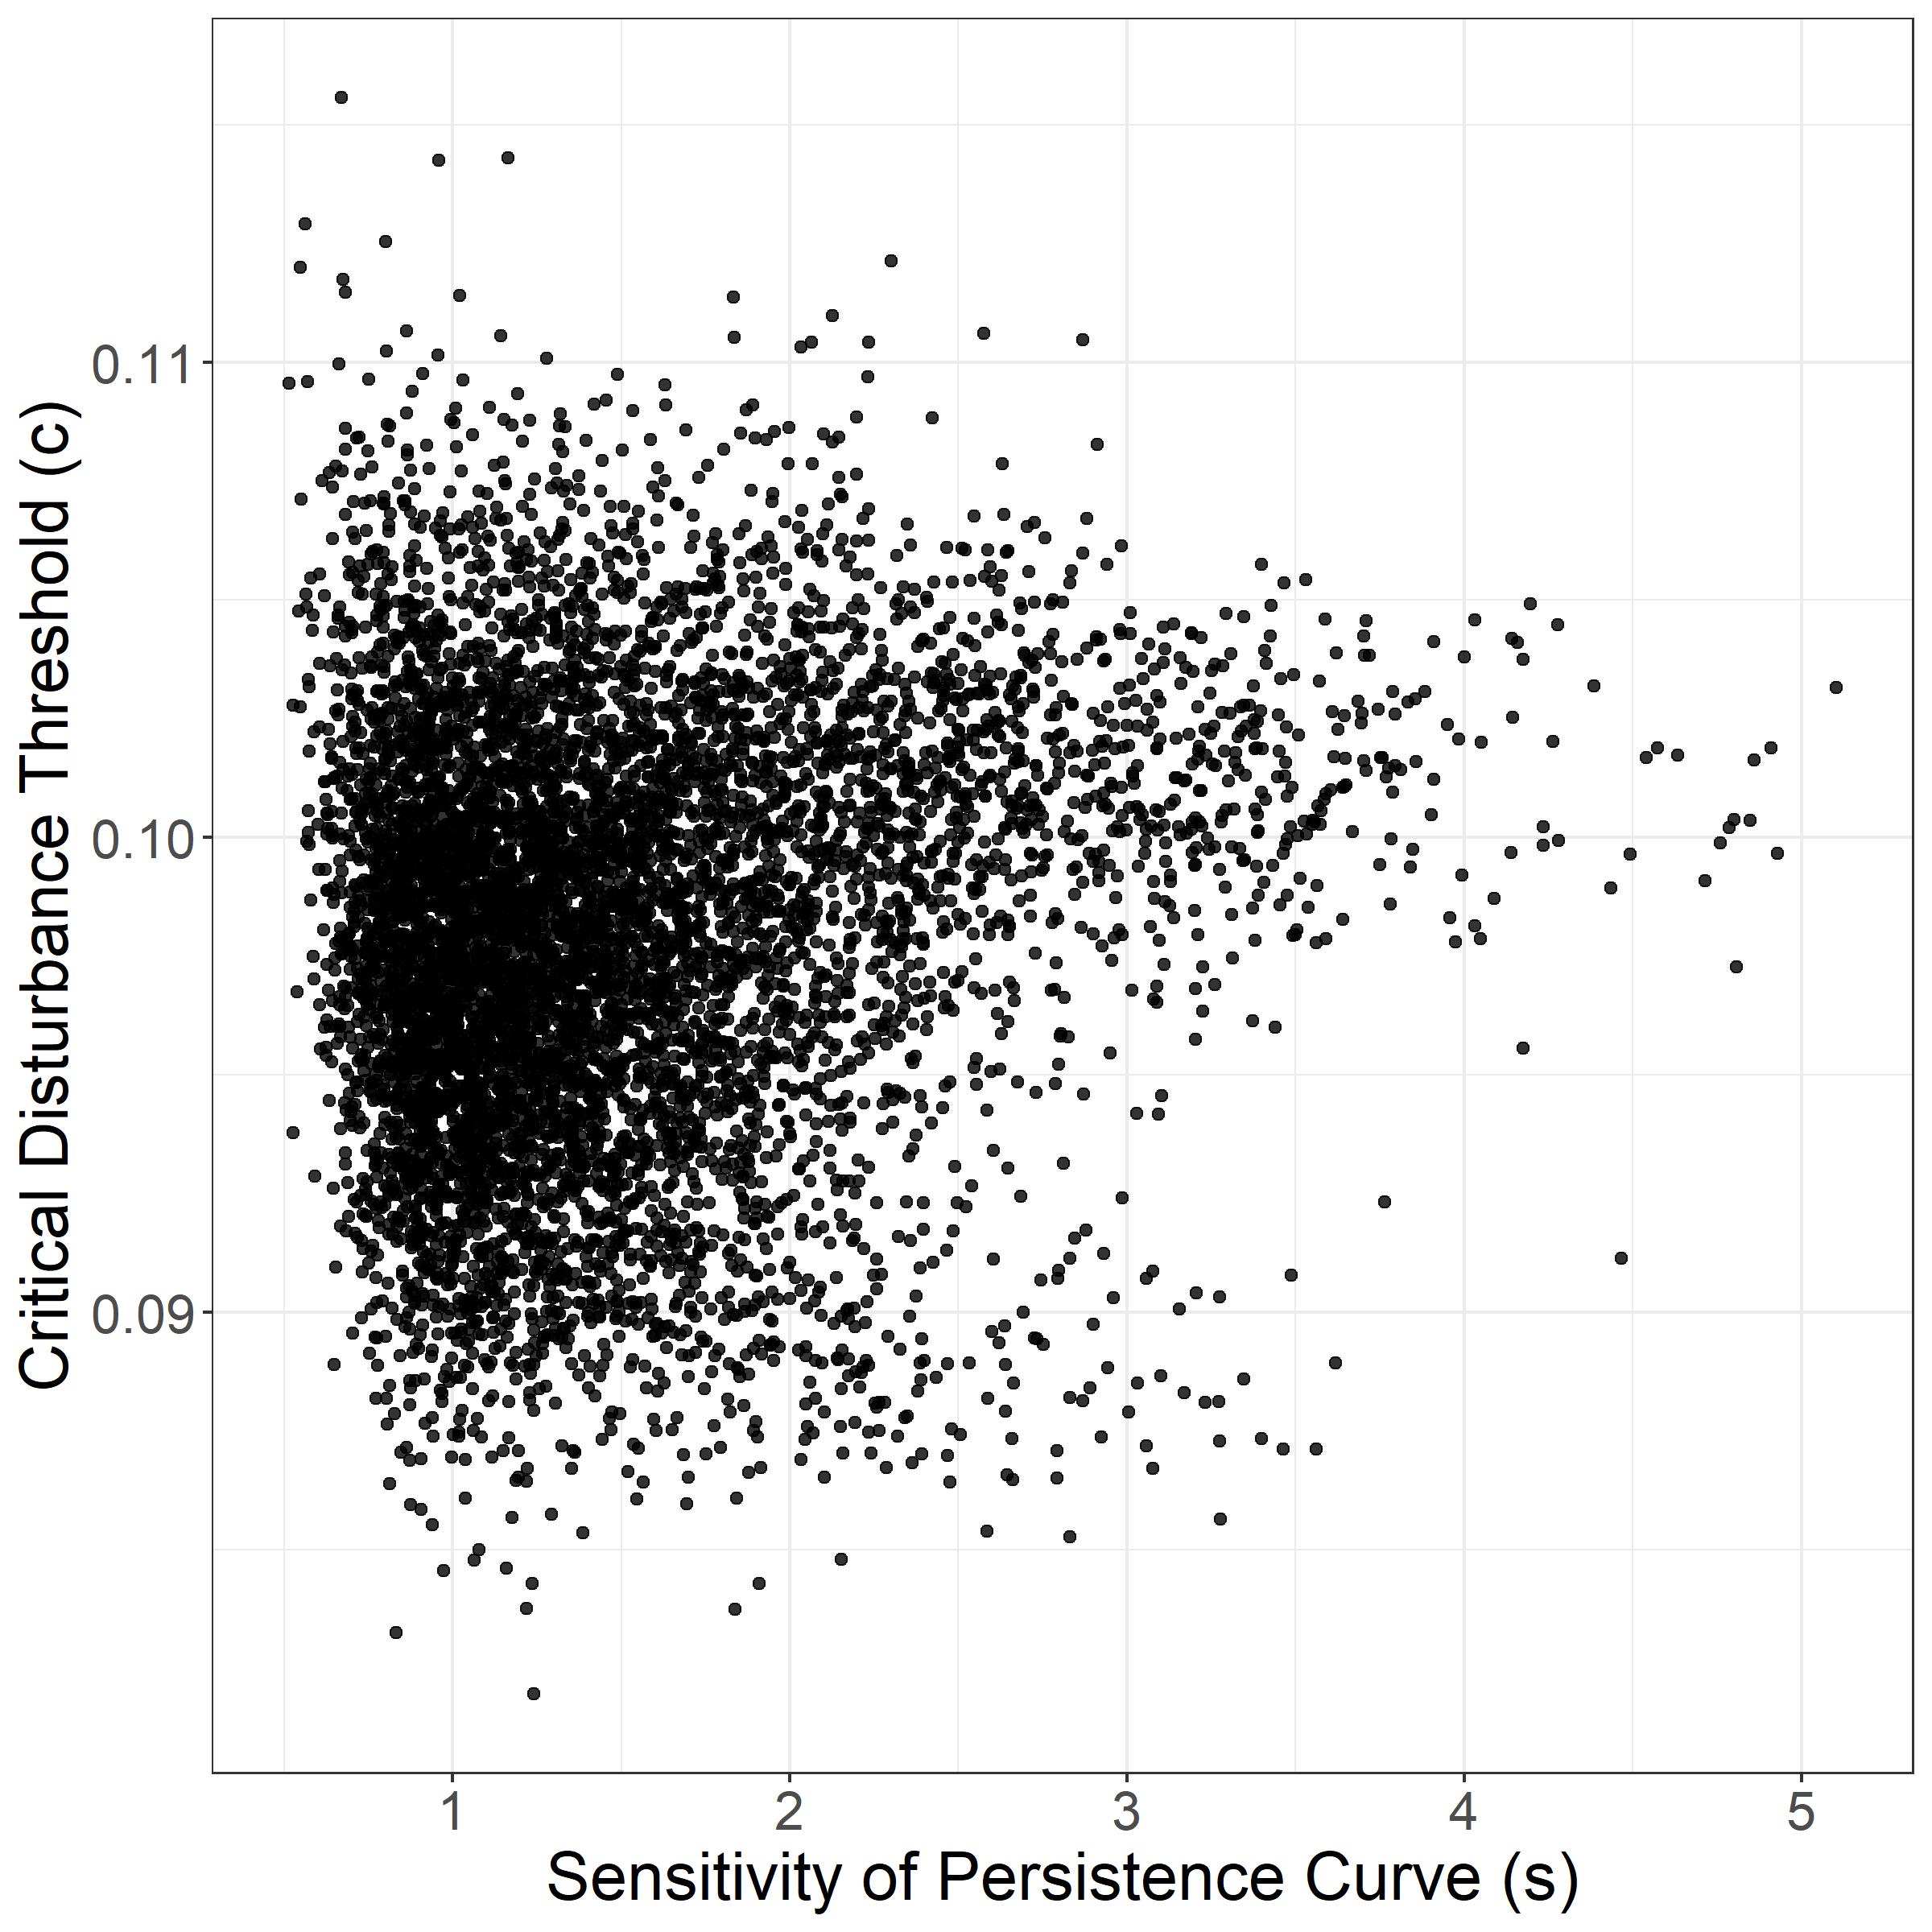 Critical Disturbance Threshold (c)
0.11
0.10
0.09
1 2 3 4 5
Sensitivity of Persistence Curve (s)